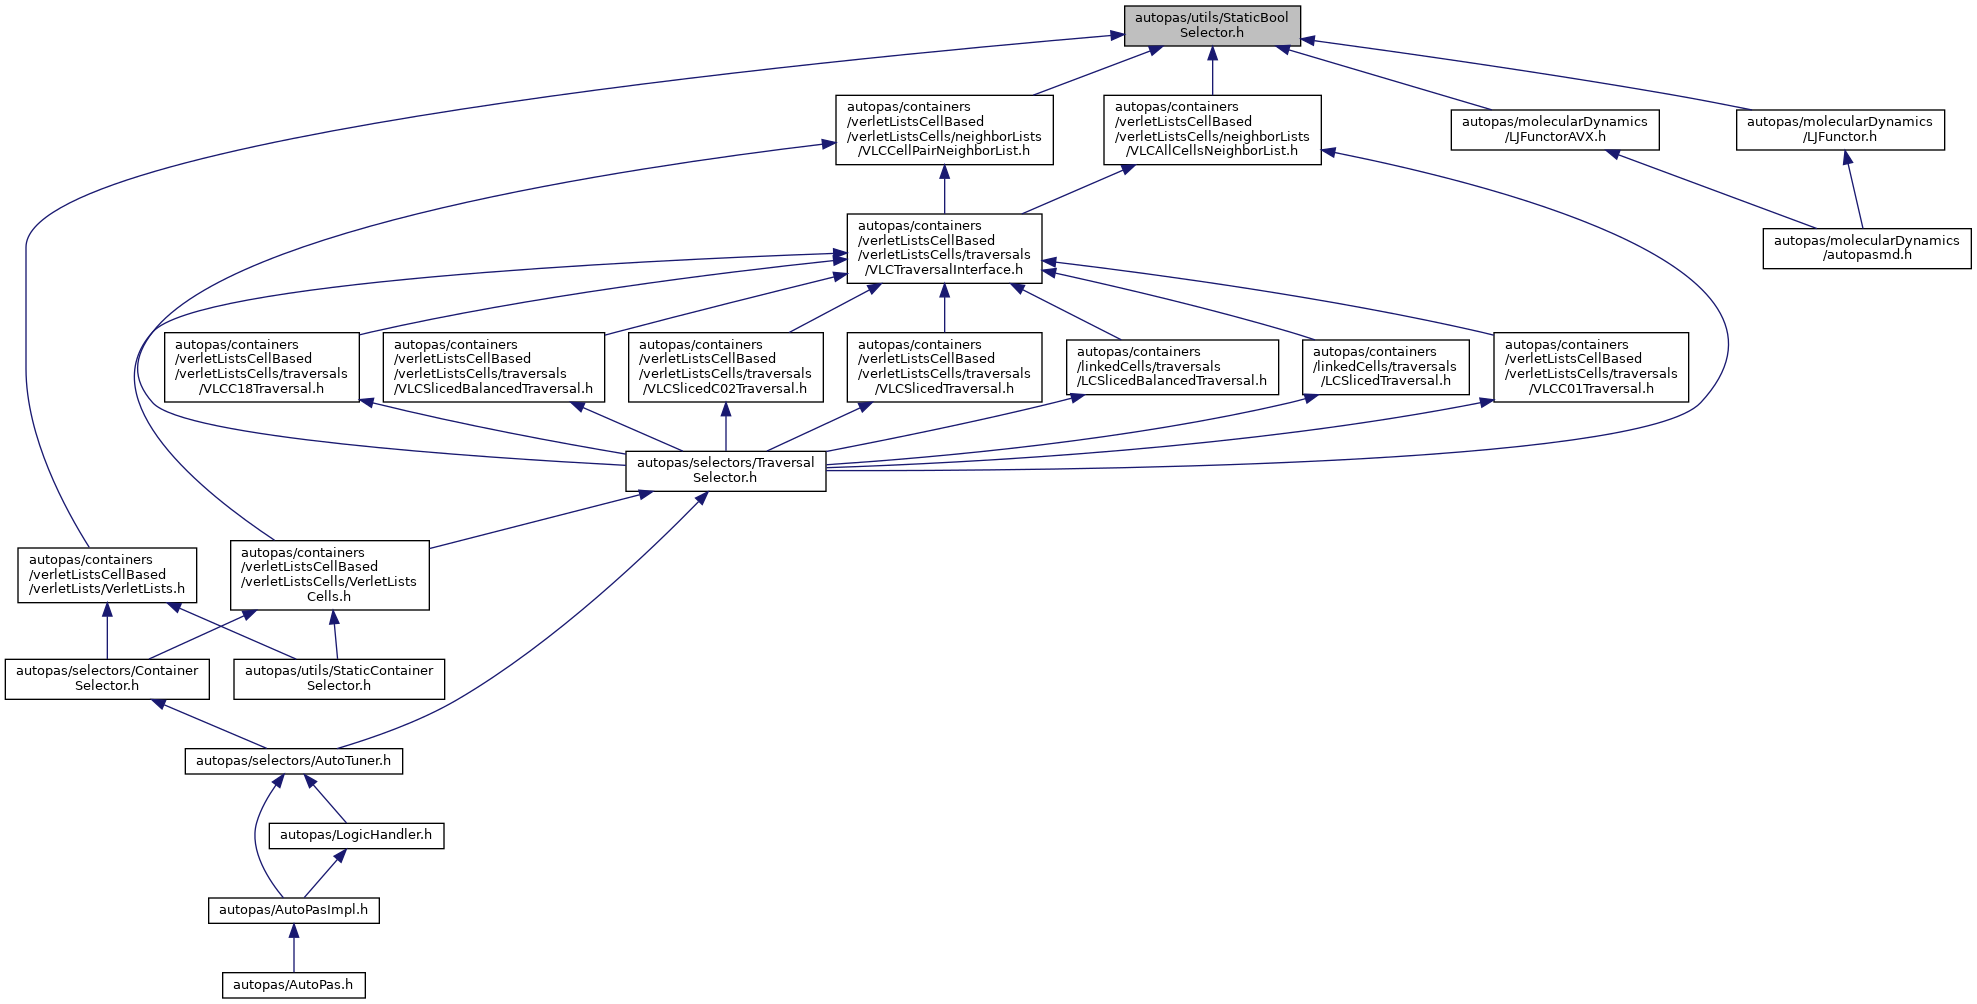 autopas/utils/StaticBool
Selector.h
autopas/containers
/verletListsCellBased
/verletListsCells/neighborLists
/VLCCellPairNeighborList.h
autopas/containers
/verletListsCellBased
/verletListsCells/neighborLists
/VLCAllCellsNeighborList.h
autopas/molecularDynamics
/LJFunctorAVX.h
autopas/molecularDynamics
/LJFunctor.h
autopas/containers
/verletListsCellBased
/verletListsCells/traversals
/VLCTraversalInterface.h
autopas/molecularDynamics
/autopasmd.h
autopas/containers
/verletListsCellBased
/verletListsCells/traversals
/VLCC18Traversal.h
autopas/containers
/verletListsCellBased
/verletListsCells/traversals
/VLCSlicedBalancedTraversal.h
autopas/containers
/verletListsCellBased
/verletListsCells/traversals
/VLCSlicedC02Traversal.h
autopas/containers
/verletListsCellBased
/verletListsCells/traversals
/VLCSlicedTraversal.h
autopas/containers
/linkedCells/traversals
/LCSlicedBalancedTraversal.h
autopas/containers
/linkedCells/traversals
/LCSlicedTraversal.h
autopas/containers
/verletListsCellBased
/verletListsCells/traversals
/VLCC01Traversal.h
autopas/selectors/Traversal
Selector.h
autopas/containers
/verletListsCellBased
/verletLists/VerletLists.h
autopas/containers
/verletListsCellBased
/verletListsCells/VerletLists
Cells.h
autopas/selectors/Container
Selector.h
autopas/utils/StaticContainer
Selector.h
autopas/selectors/AutoTuner.h
autopas/LogicHandler.h
autopas/AutoPasImpl.h
autopas/AutoPas.h